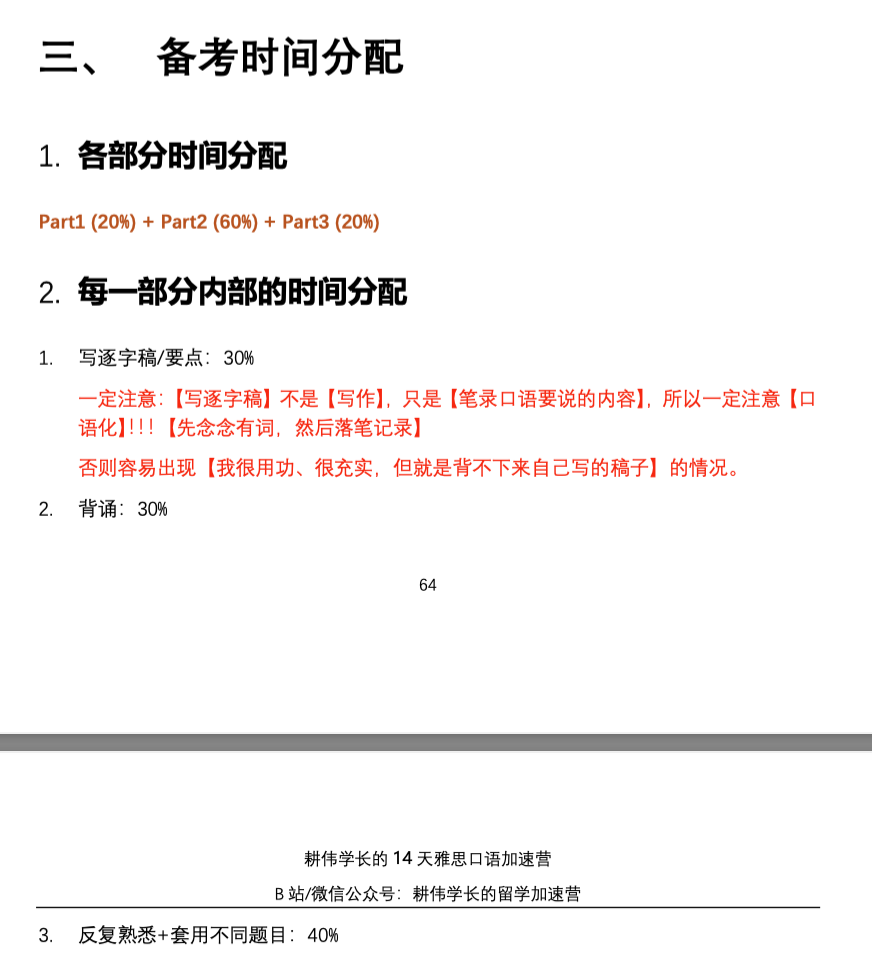 三、 备考时间分配
1. 各部分时间分配
Part1 (20%) + Part2 (60%) + Part3 (20%)
2. 每一部分内部的时间分配
1. 写逐字稿/要点：30%
一定注意：【写逐字稿】不是【写作】，只是【笔录口语要说的内容】，所以一定注意【口
语化】!!!【先念念有词，然后落笔记录】
否则容易出现【我很用功、很充实，但就是背不下来自己写的稿子】的情况。
2. 背诵：30%
64
耕伟学长的 14 天雅思口语加速营
B 站/微信公众号：耕伟学长的留学加速营
3. 反复熟悉+套用不同题目：40%